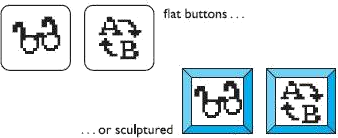 flat buttons . . .
A
B
. . . or sculptured
A
B